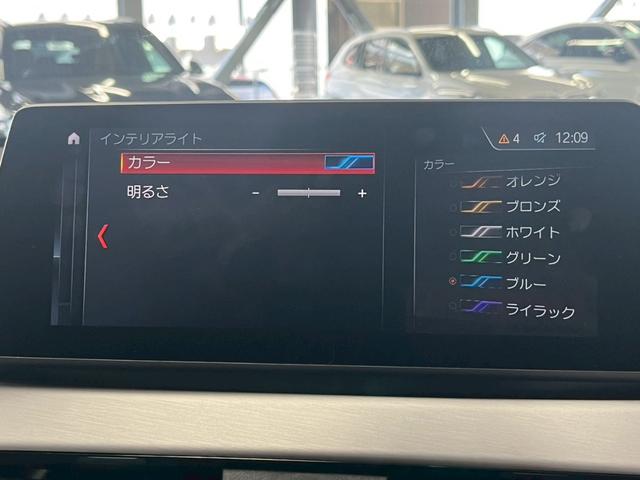 インテリアライト
4 12:09
カラー
明るさ - +
カラー
オレンジ
ブロンズ
ホワイト
グリーン
ブルー
ライラック